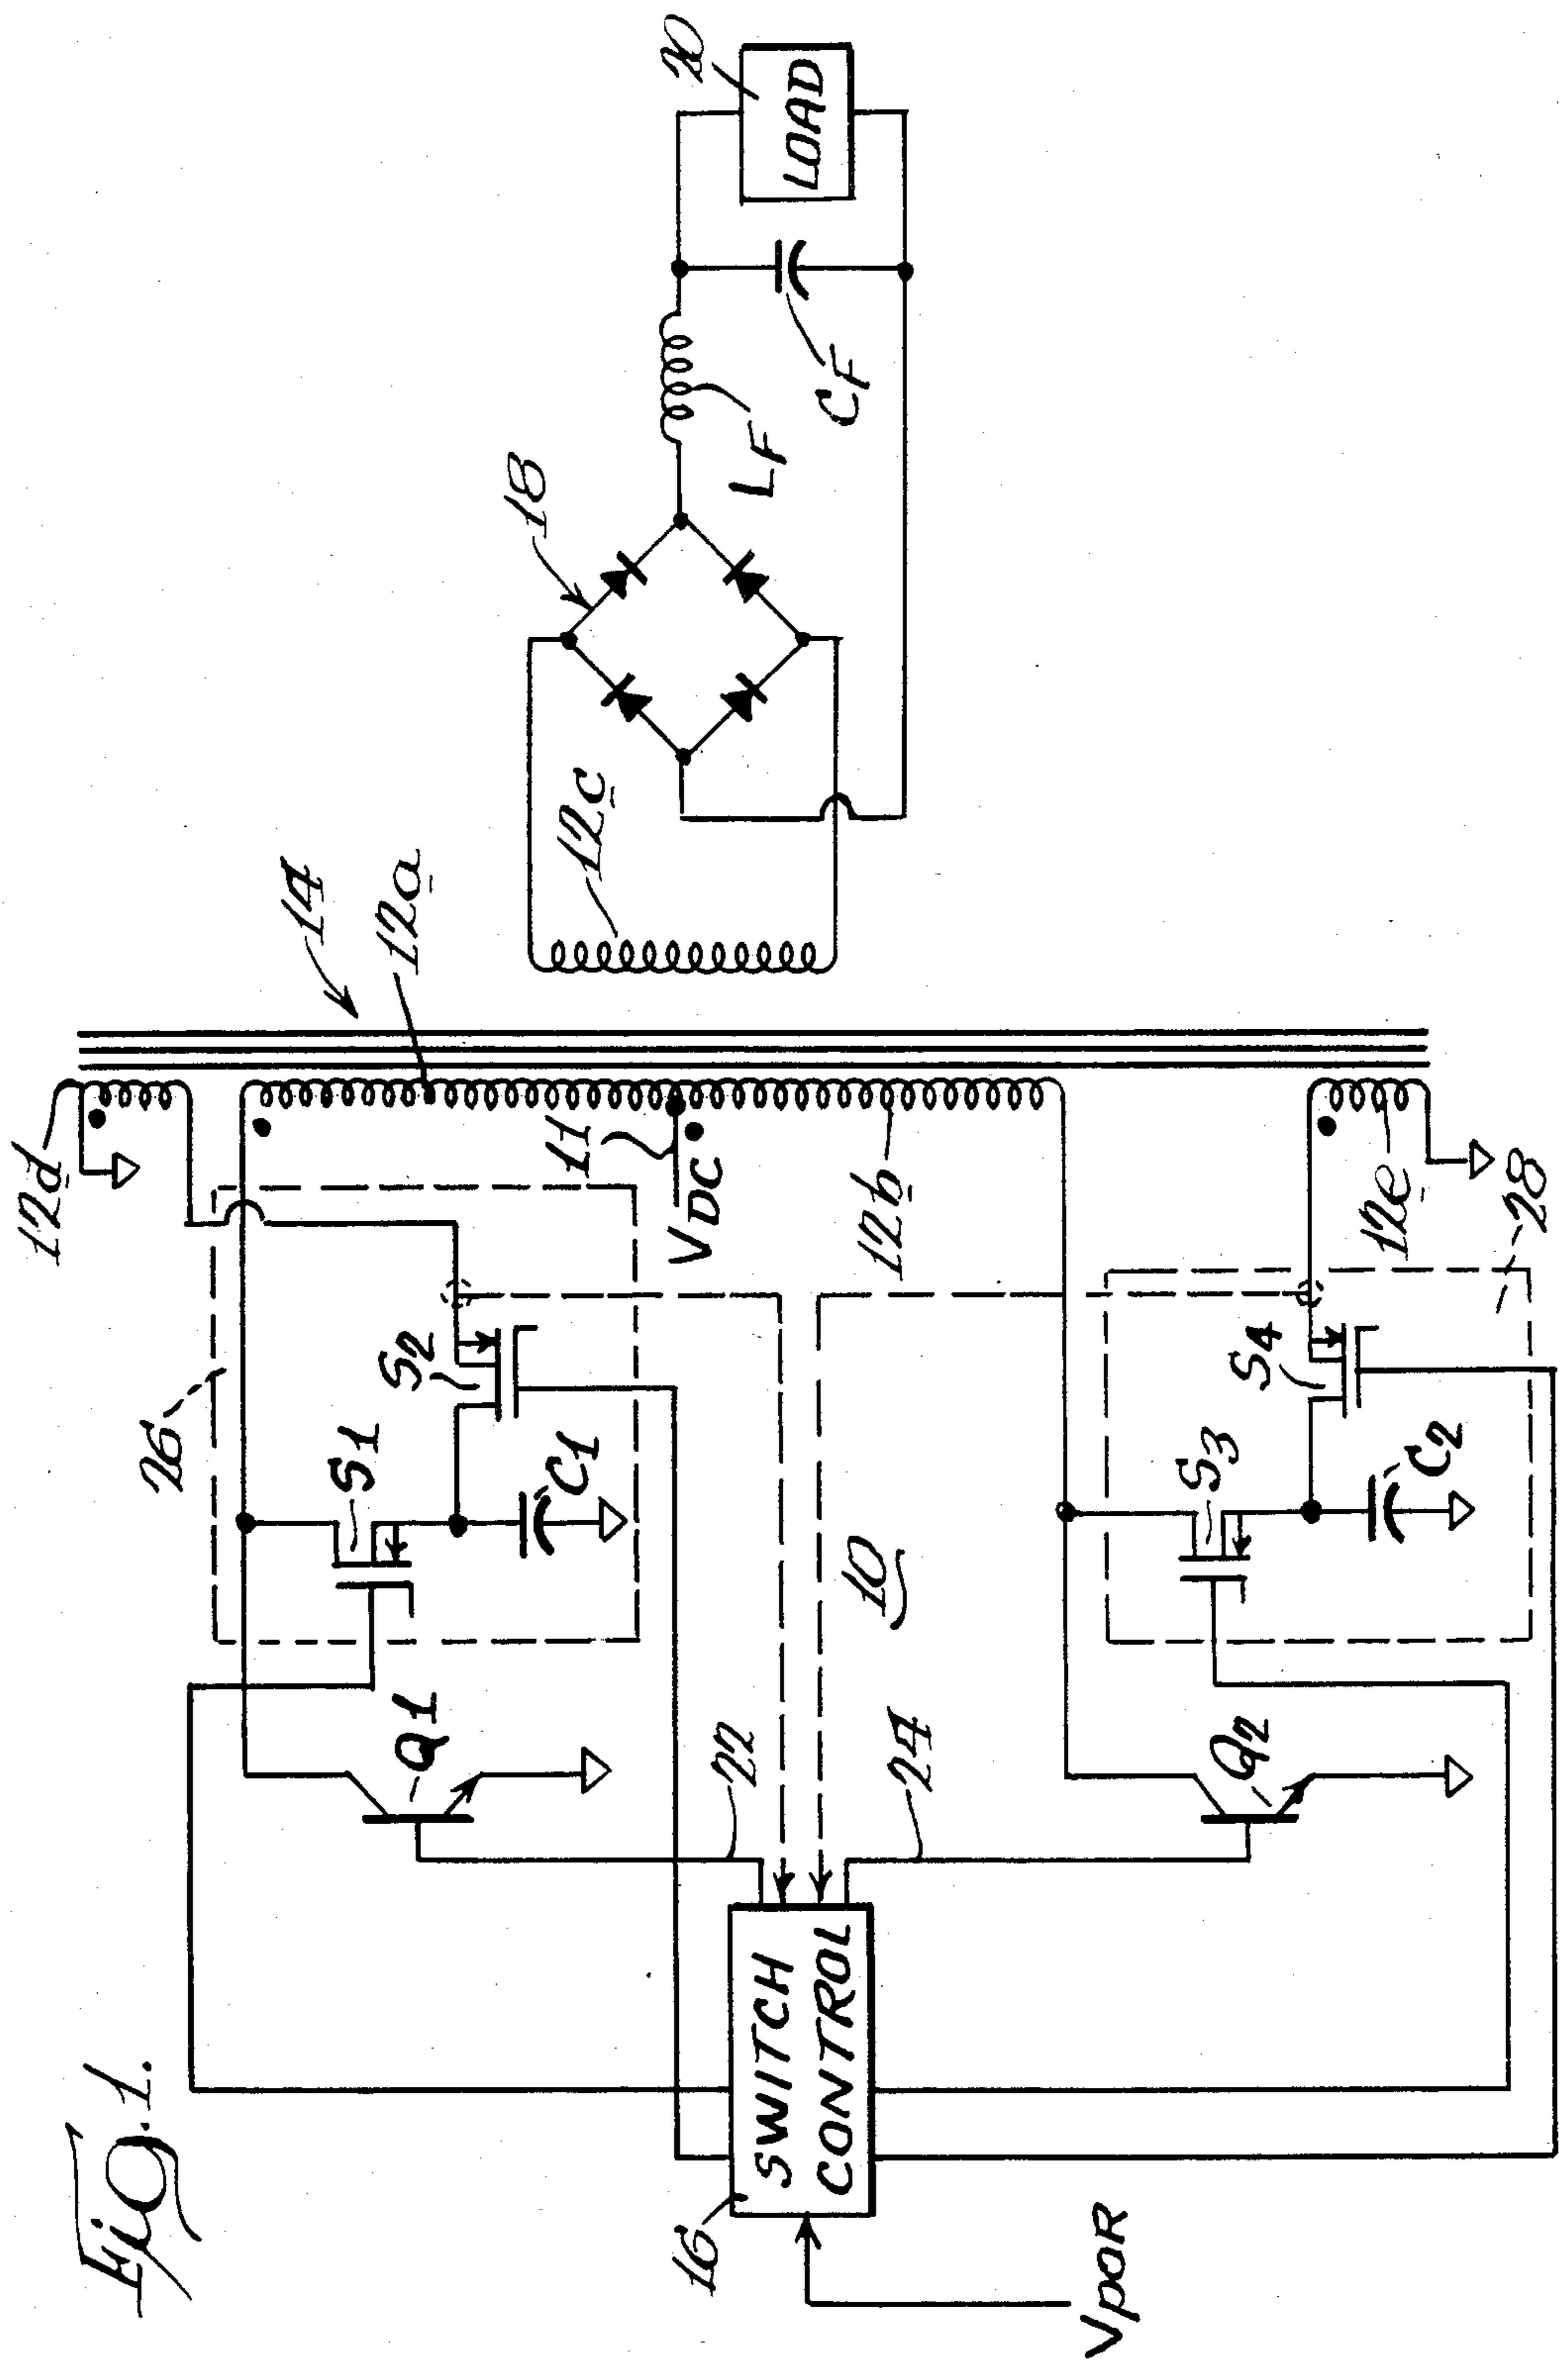 Fig. 1.
12d
14
12a
26
S1
S2
C1
Q1
11
VDC
12c
18
LF
CF
20
LOAD
22
16
SWITCH
CONTROL
VPOR
10
24
12b
Q2
S3
S4
C2
12e
28